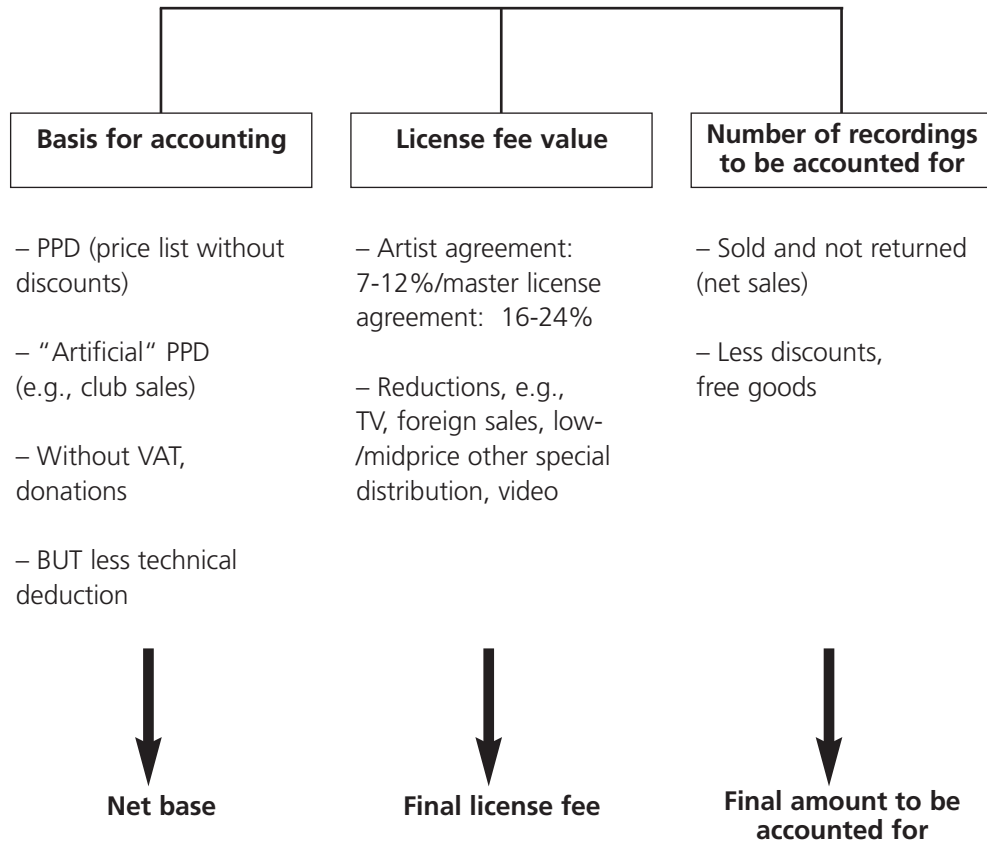 Basis for accounting
– PPD (price list without
discounts)
– "Artificial" PPD
(e.g., club sales)
– Without VAT,
donations
– BUT less technical
deduction
Net base
License fee value
– Artist agreement:
7-12%/master license
agreement: 16-24%
– Reductions, e.g.,
TV, foreign sales, low-
/midprice other special
distribution, video
Final license fee
Number of recordings
to be accounted for
– Sold and not returned
(net sales)
– Less discounts,
free goods
Final amount to be
accounted for